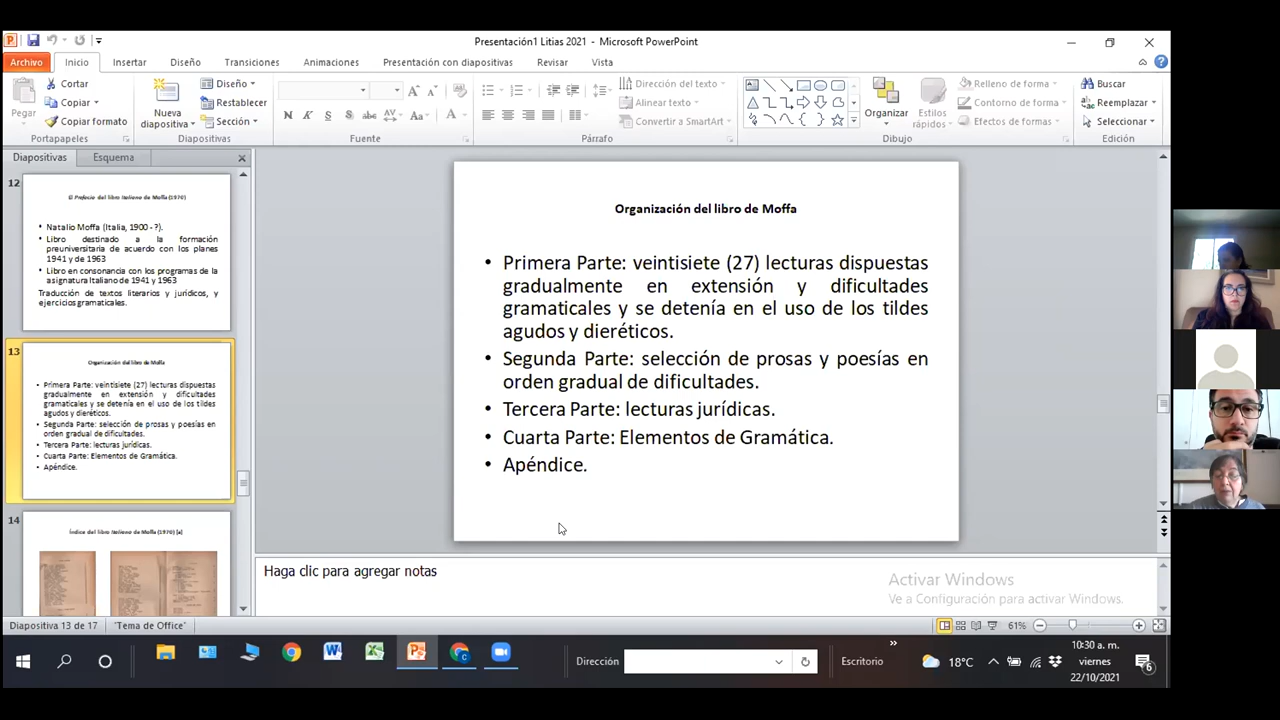 Presentación1 Litias 2021 - Microsoft PowerPoint
Archivo Inicio Insertar Diseño Transiciones Animaciones Presentación con diapositivas Revisar Vista
Pegar
Cortar
Copiar
Copiar formato
Portapapeles
Nueva
diapositiva
Diseño
Restablecer
Sección
Diapositivas
N K S S abc AV Aa A
Fuente
Párrafo
Dirección del texto
Alinear texto
Convertir a SmartArt
Organizar
Estilos
rápidos
Relleno de forma
Contorno de forma
Efectos de formas
Dibujo
Buscar
Reemplazar
Seleccionar
Edición
Diapositivas Esquema
12
El Prefacio del libro Italiano de Moffa (1970)
• Natalio Moffa (Italia, 1900 - ?).
• Libro destinado a la formación
preuniversitaria de acuerdo con los planes
1941 y de 1963
• Libro en consonancia con los programas de la
asignatura Italiano de 1941 y 1963
Traducción de textos literarios y jurídicos, y
ejercicios gramaticales.
13
Organización del libro de Moffa
• Primera Parte: veintisiete (27) lecturas dispuestas
gradualmente en extensión y dificultades
gramaticales y se detenía en el uso de los tildes
agudos y dieréticos.
• Segunda Parte: selección de prosas y poesías en
orden gradual de dificultades.
• Tercera Parte: lecturas jurídicas.
• Cuarta Parte: Elementos de Gramática.
• Apéndice.
14
Índice del libro Italiano de Moffa (1970) [a]
Organización del libro de Moffa
• Primera Parte: veintisiete (27) lecturas dispuestas
gradualmente en extensión y dificultades
gramaticales y se detenía en el uso de los tildes
agudos y dieréticos.
• Segunda Parte: selección de prosas y poesías en
orden gradual de dificultades.
• Tercera Parte: lecturas jurídicas.
• Cuarta Parte: Elementos de Gramática.
• Apéndice.
Haga clic para agregar notas
Activar Windows
Ve a Configuración para activar Windows.
Diapositiva 13 de 17 "Tema de Office" 61%
Dirección
Escritorio
18°C
10:30 a. m.
viernes
22/10/2021
6